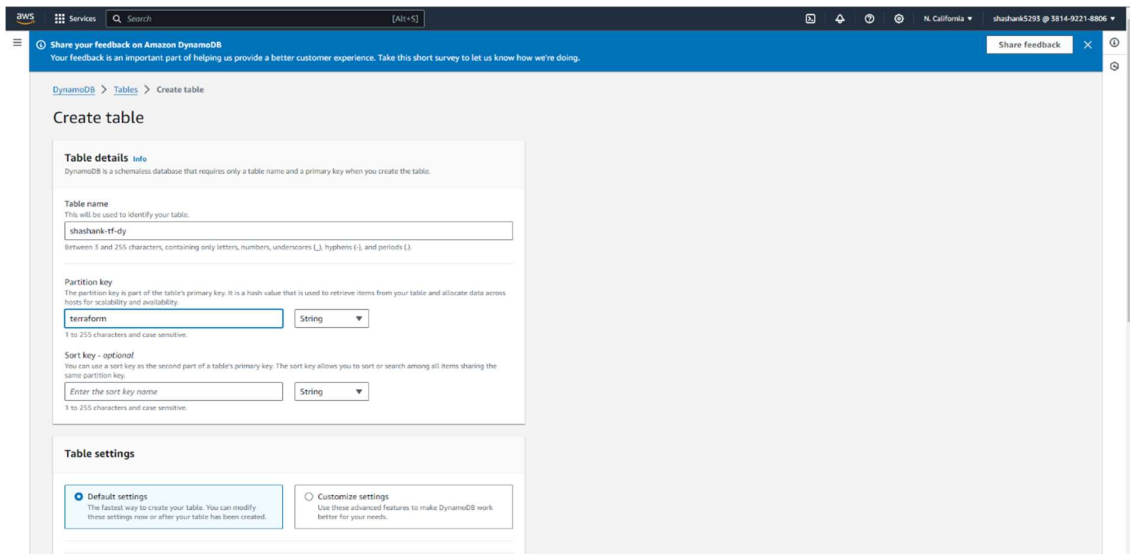 aws Services Search [Alt+S] N. California ▼ shashank5293 @ 3814-9221-8806 ▼
Share your feedback on Amazon DynamoDB
Your feedback is an important part of helping us provide a better customer experience. Take this short survey to let us know how we're doing.
Share feedback
DynamoDB > Tables > Create table
Create table
Table details Info
DynamoDB is a schemaless database that requires only a table name and a primary key when you create the table.
Table name
This will be used to identify your table.
shashank-tf-dy
Between 3 and 255 characters, containing only letters, numbers, underscores (_), hyphens (-), and periods (.).
Partition key
The partition key is part of the table's primary key. It is a hash value that is used to retrieve items from your table and allocate data across
hosts for scalability and availability.
terraform String
1 to 255 characters and case sensitive.
Sort key - optional
You can use a sort key as the second part of a table's primary key. The sort key allows you to sort or search among all items sharing the
same partition key.
Enter the sort key name String
1 to 255 characters and case sensitive.
Table settings
Default settings
The fastest way to create your table. You can modify
these settings now or after your table has been created.
Customize settings
Use these advanced features to make DynamoDB work
better for your needs.